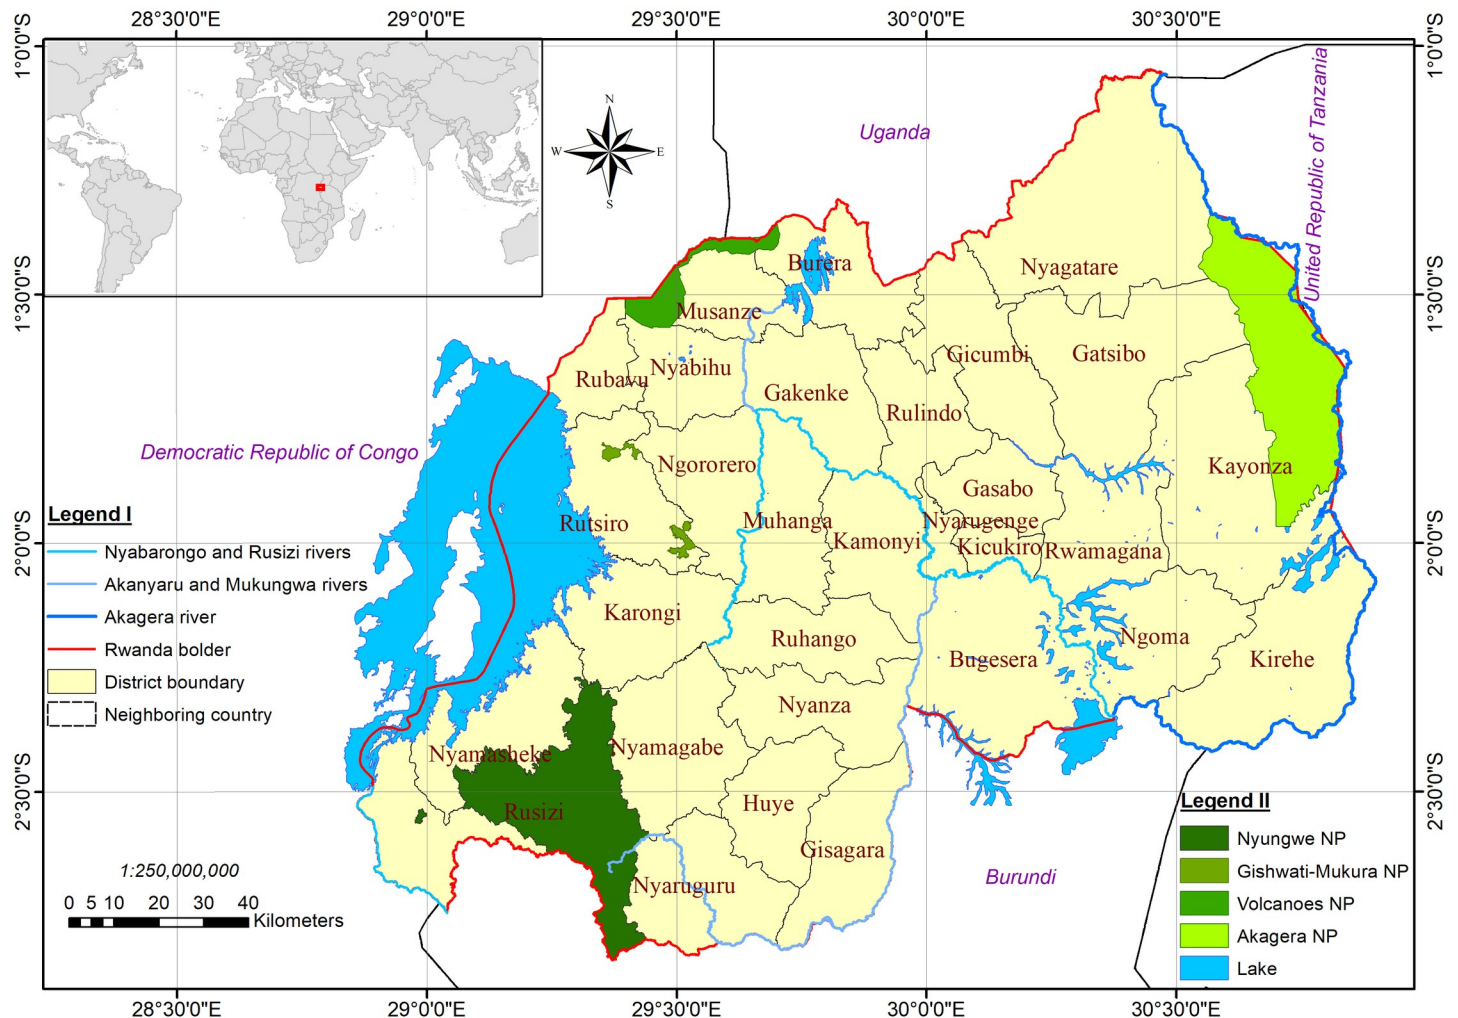 28°30'0"E 29°0'0"E 29°30'0"E 30°0'0"E 30°30'0"E
1°0'0"S
1°0'0"S
N
W E
S
Uganda
United Republic of Tanzania
Burera
Nyagatare
1°30'0"S
1°30'0"S
Musanze
Gicumbi
Gatsibo
Nyabihu
Rubavu
Gakenke
Rulindo
Democratic Republic of Congo
Ngororero
Kayonza
Gasabo
Rutsiro
Muhanga
Nyarugenge
Kamonyi
Kicukiro
Rwamagana
2°0'0"S
2°0'0"S
Legend I
Nyabarongo and Rusizi rivers
Akanyaru and Mukungwa rivers
Akagera river
Rwanda bolder
District boundary
Neighboring country
Karongi
Ruhango
Ngoma
Bugesera
Kirehe
Nyanza
Nyamasheke
Nyamagabe
2°30'0"S
2°30'0"S
Rusizi
Huye
Gisagara
Nyaruguru
Burundi
1:250,000,000
0 5 10 20 30 40
Kilometers
Legend II
Nyungwe NP
Gishwati-Mukura NP
Volcanoes NP
Akagera NP
Lake
28°30'0"E 29°0'0"E 29°30'0"E 30°0'0"E 30°30'0"E